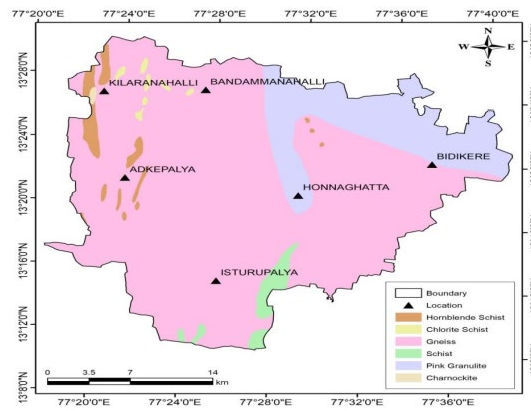 77°20'0"E 77°24'0"E 77°28'0"E 77°32'0"E 77°36'0"E 77°40'0"E
N
W E
S
13°28'0"N
13°24'0"N
13°20'0"N
13°16'0"N
13°12'0"N
13°8'0"N
KILARANAHALLI
BANDAMMANAHALLI
BIDIKERE
ADKEPALYA
HONNAGHATTA
ISTURUPALYA
Boundary
Location
Hornblende Schist
Chlorite Schist
Gneiss
Schist
Pink Granulite
Charnockite
0 3.5 7 14
km
77°20'0"E 77°24'0"E 77°28'0"E 77°32'0"E 77°36'0"E 77°40'0"E